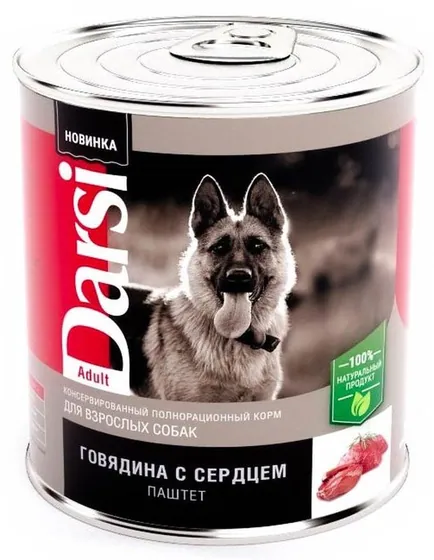 НОВИНКА
Darsi
Adult
100%
НАТУРАЛЬНЫЙ
ПРОДУКТ
КОНСЕРВИРОВАННЫЙ ПОЛНОРАЦИОННЫЙ КОРМ
ДЛЯ ВЗРОСЛЫХ СОБАК
ГОВЯДИНА С СЕРДЦЕМ
ПАШТЕТ